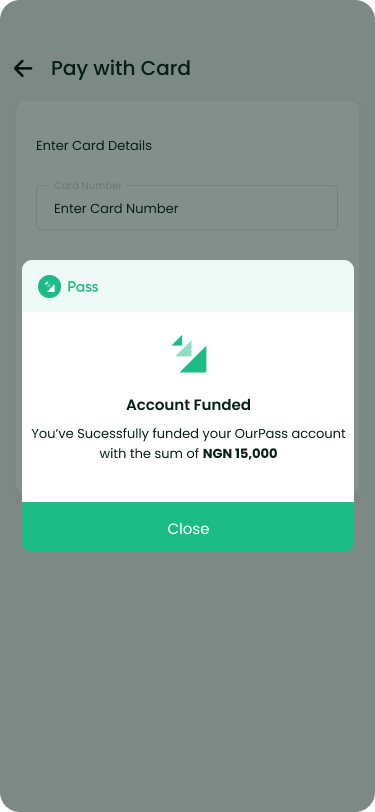 Pay with Card
Enter Card Details
Card Number
Enter Card Number
Pass
Account Funded
You’ve Sucessfully funded your OurPass account
with the sum of NGN 15,000
Close